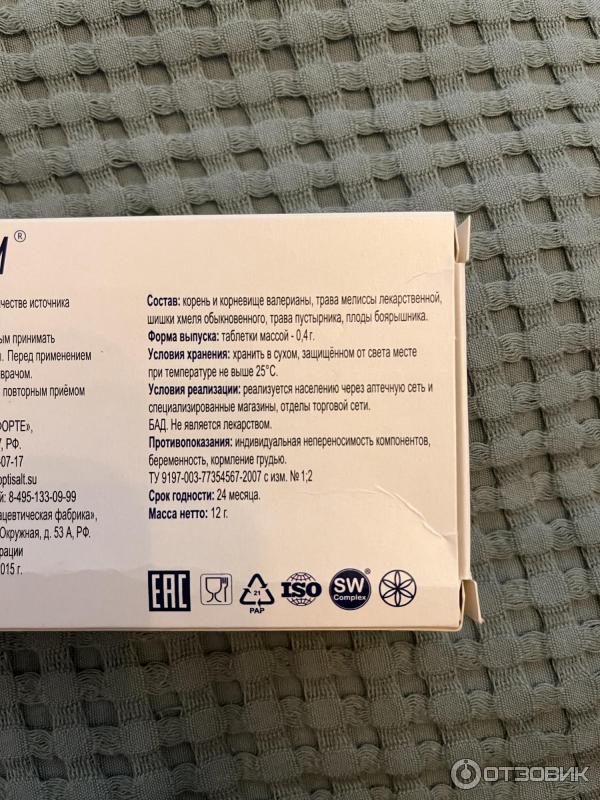 М®
честве источника
ым принимать
. Перед применением
врачом.
повторным приёмом
ФОРТЕ»,
7, РФ.
-07-17
optisalt.su
й: 8-495-133-09-99
ацевтическая фабрика»,
Окружная, д. 53 А, РФ.
рации
015 г.
Состав: корень и корневище валерианы, трава мелиссы лекарственной,
шишки хмеля обыкновенного, трава пустырника, плоды боярышника.
Форма выпуска: таблетки массой - 0,4 г.
Условия хранения: хранить в сухом, защищённом от света месте
при температуре не выше 25°С.
Условия реализации: реализуется населению через аптечную сеть и
специализированные магазины, отделы торговой сети.
БАД. Не является лекарством.
Противопоказания: индивидуальная непереносимость компонентов,
беременность, кормление грудью.
ТУ 9197-003-77354567-2007 с изм. № 1;2
Срок годности: 24 месяца.
Масса нетто: 12 г.
EAC
21
PAP
ISO
SW®
Complex
ОТЗОВИК